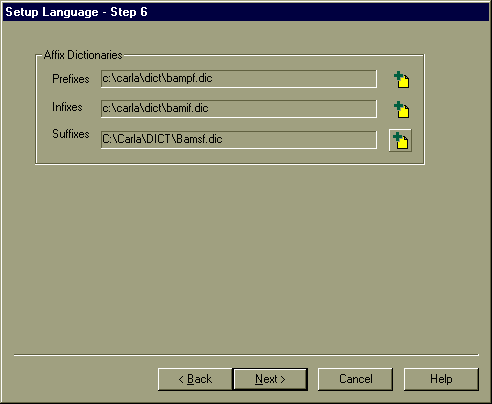 Setup Language - Step 6
Affix Dictionaries
Prefixes c:\carla\dict\bampf.dic
Infixes c:\carla\dict\bamif.dic
Suffixes C:\Carla\DICT\Bamsf.dic
< Back Next > Cancel Help